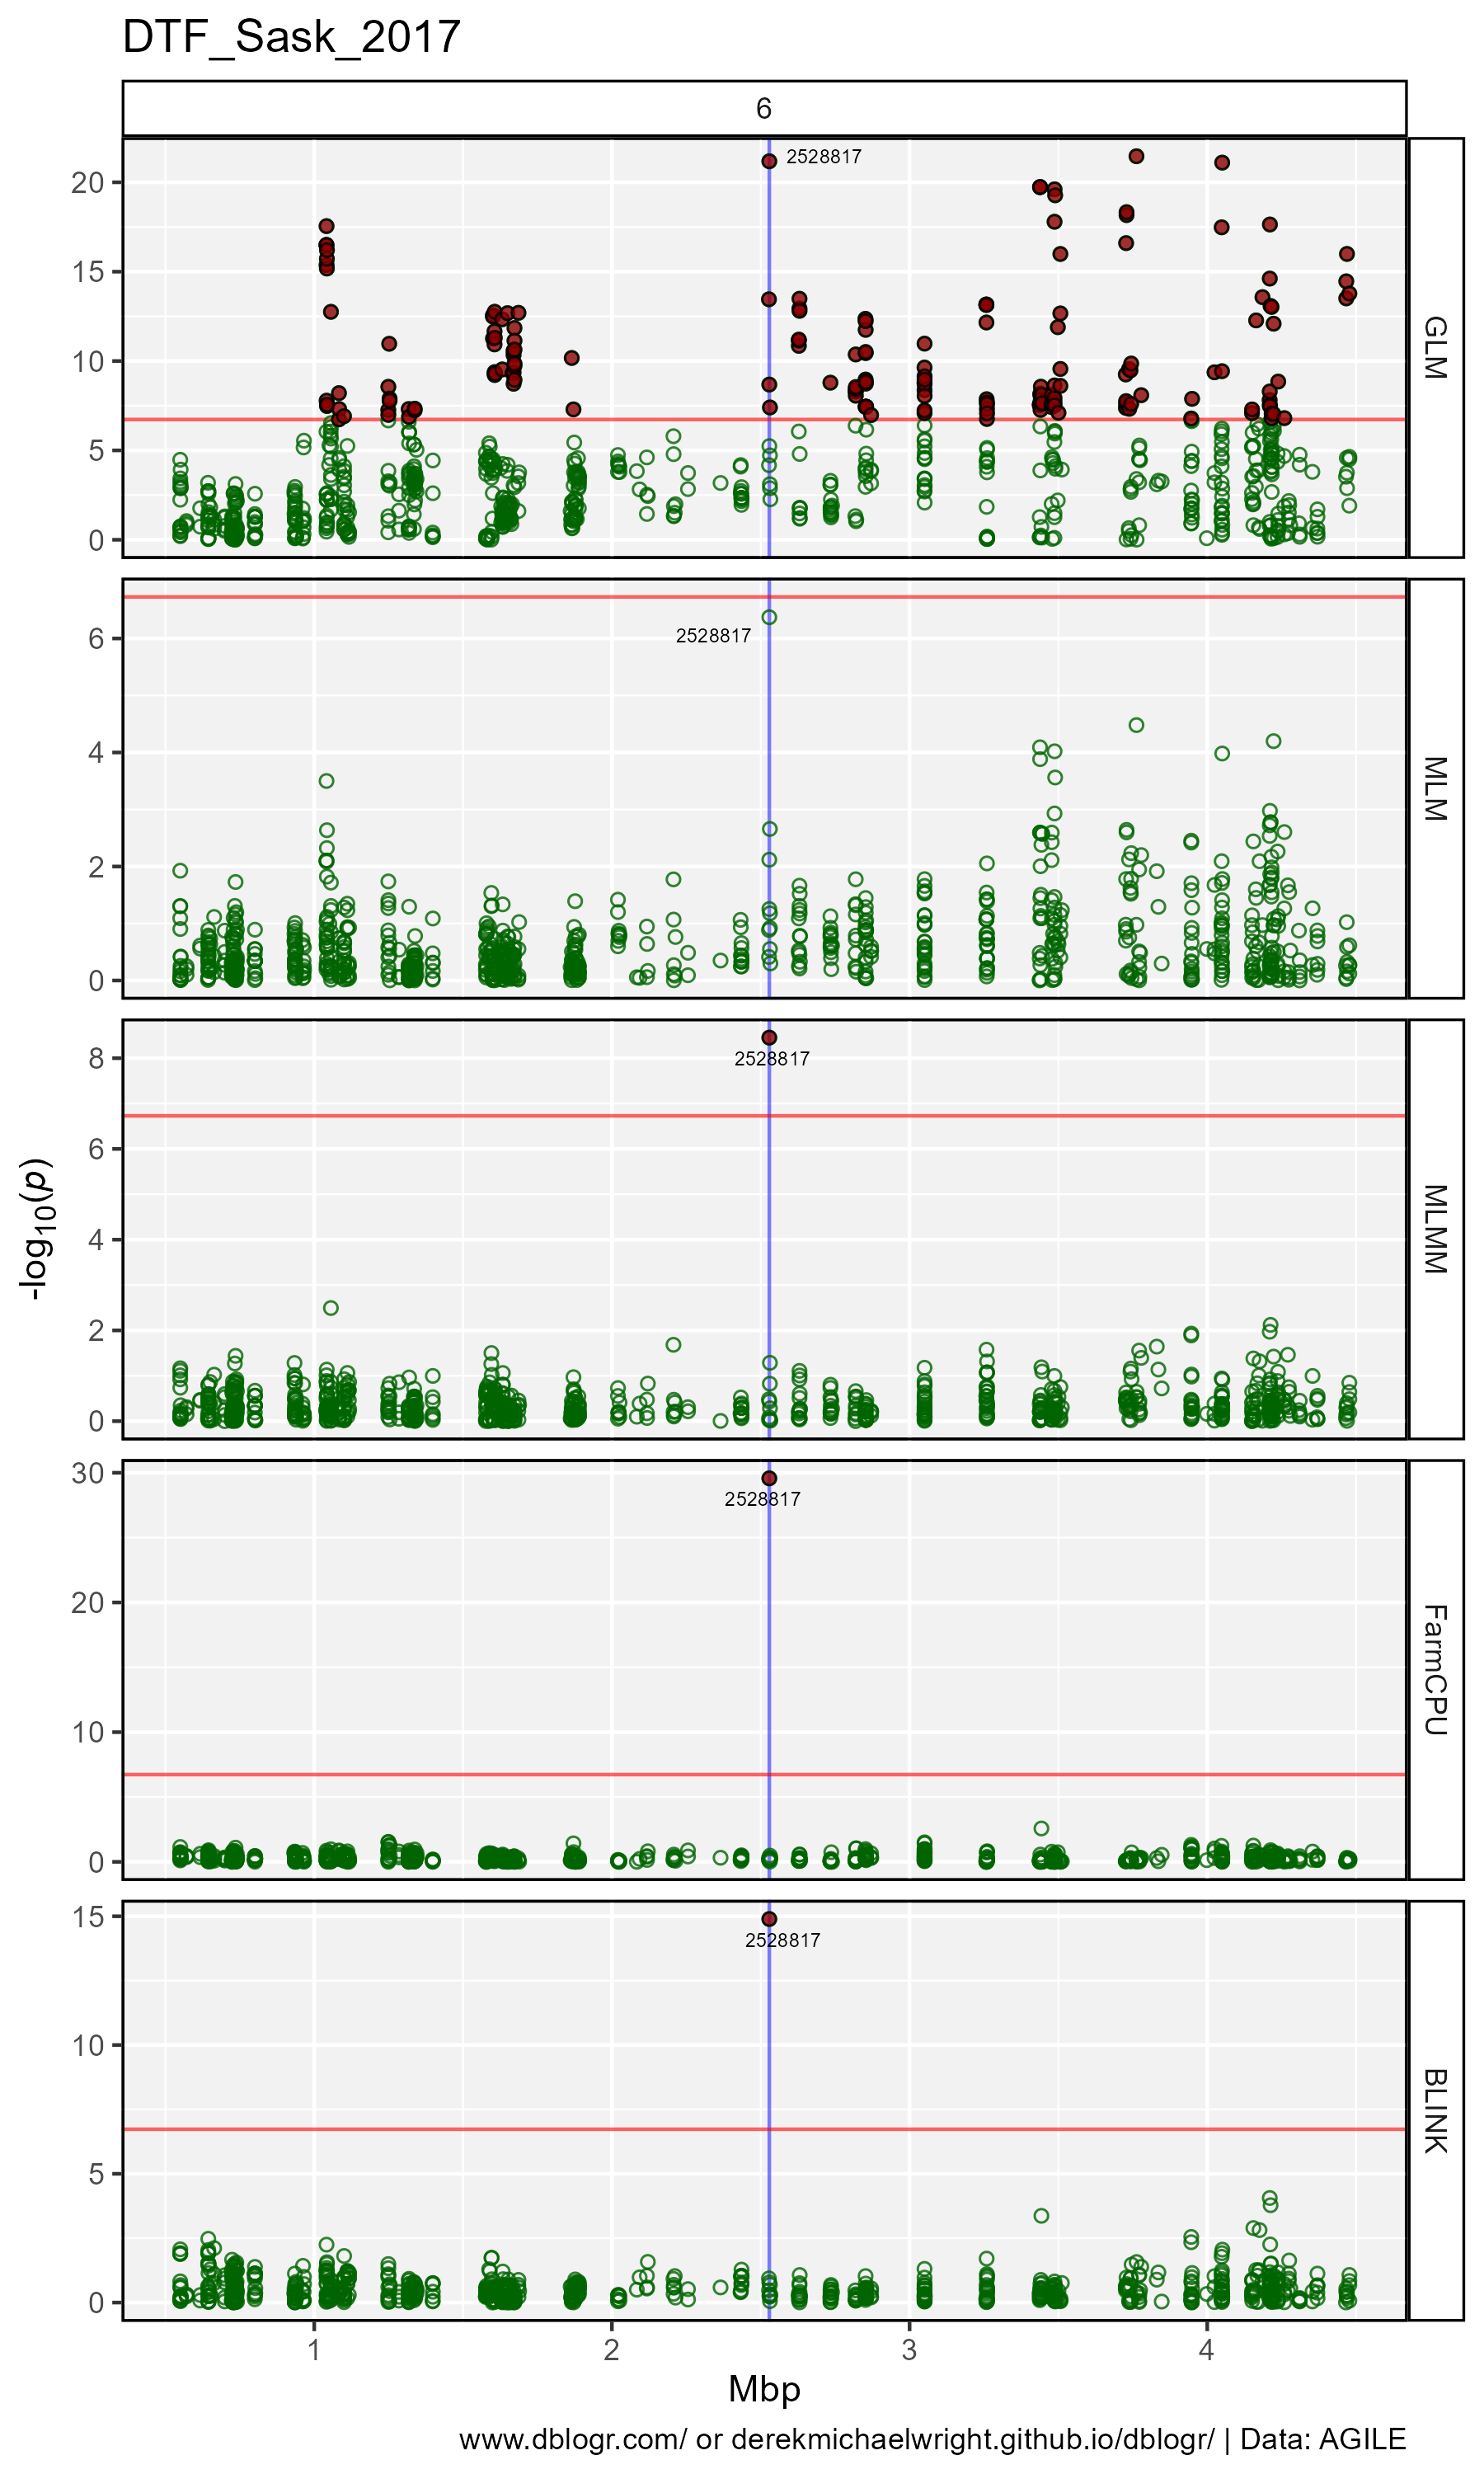 DTF_Sask_2017
6
20
15
10
5
0
2528817
GLM
6
4
2
0
2528817
MLM
8
6
4
2
0
2528817
MLMM
-log10(p)
30
20
10
0
2528817
FarmCPU
15
10
5
0
2528817
BLINK
1 2 3 4
Mbp
www.dblogr.com/ or derekmichaelwright.github.io/dblogr/ | Data: AGILE